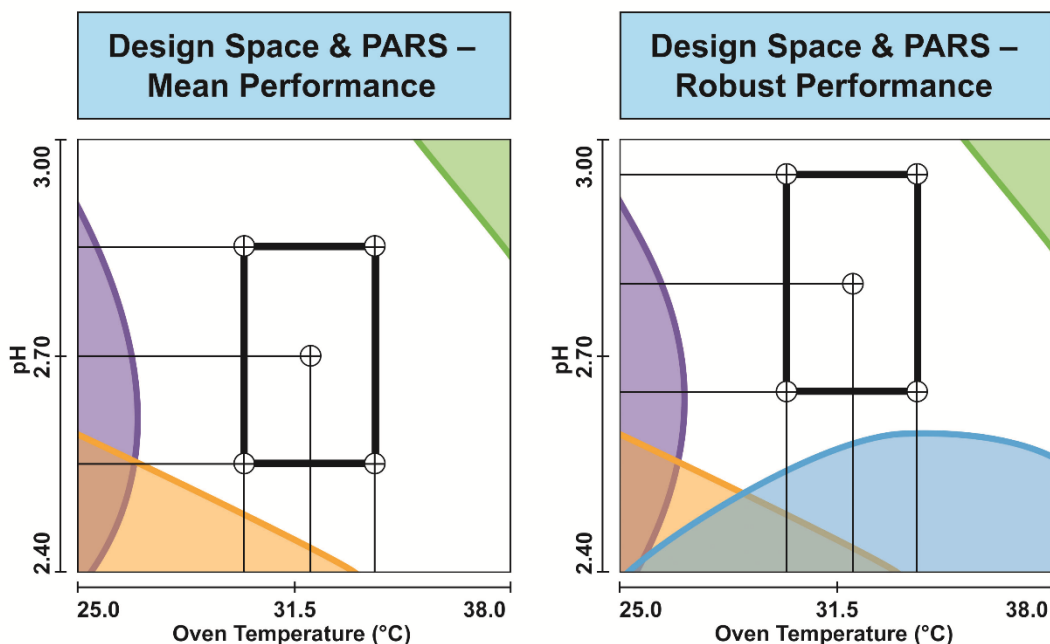 Design Space & PARS –
Mean Performance
3.00
2.70
2.40
pH
25.0
31.5
38.0
Oven Temperature (°C)
Design Space & PARS –
Robust Performance
3.00
2.70
2.40
pH
25.0
31.5
38.0
Oven Temperature (°C)